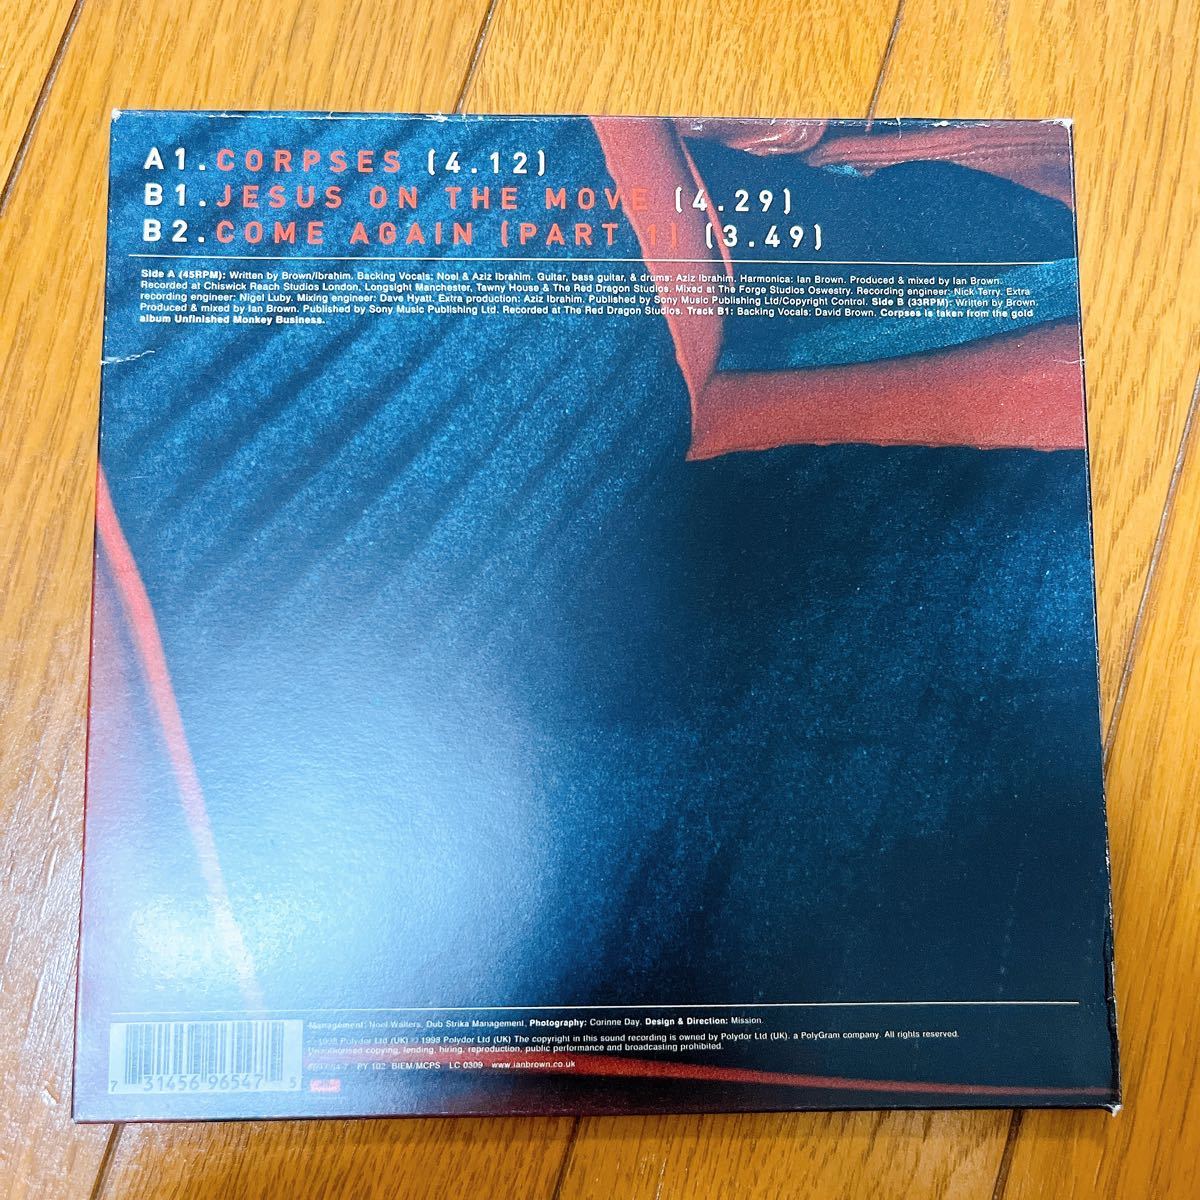 A1.CORPSES (4.12)
B1.JESUS ON THE MOVE (4.29)
B2.COME AGAIN (PART 1) (3.49)
Side A (45RPM): Written by Brown/Ibrahim. Backing Vocals: Noel & Aziz Ibrahim. Guitar, bass guitar, & drums: Aziz Ibrahim. Harmonica: Ian Brown. Produced & mixed by Ian Brown.
Recorded at Chiswick Reach Studios London, Longsight Manchester, Tawny House & The Red Dragon Studios. Mixed at The Forge Studios Oswestry. Recording engineer: Nick Terry. Extra
recording engineer: Nigel Luby. Mixing engineer: Dave Hyatt. Extra production: Aziz Ibrahim. Published by Sony Music Publishing Ltd/Copyright Control. Side B (33RPM): Written by Brown.
Produced & mixed by Ian Brown. Published by Sony Music Publishing Ltd. Recorded at The Red Dragon Studios. Track B1: Backing Vocals: David Brown. Corpses is taken from the gold
album Unfinished Monkey Business.
Management: Noel Walters, Dub Strika Management. Photography: Corinne Day. Design & Direction: Mission.
1998 Polydor Ltd (UK) © 1998 Polydor Ltd (UK) The copyright in this sound recording is owned by Polydor Ltd (UK). a PolyGram company. All rights reserved.
Unauthorised copying, lending, hiring, reproduction, public performance and broadcasting prohibited.
PY 102 BIEM/MCPS LC 0309 www.ianbrown.co.uk
7 31456 96547 5